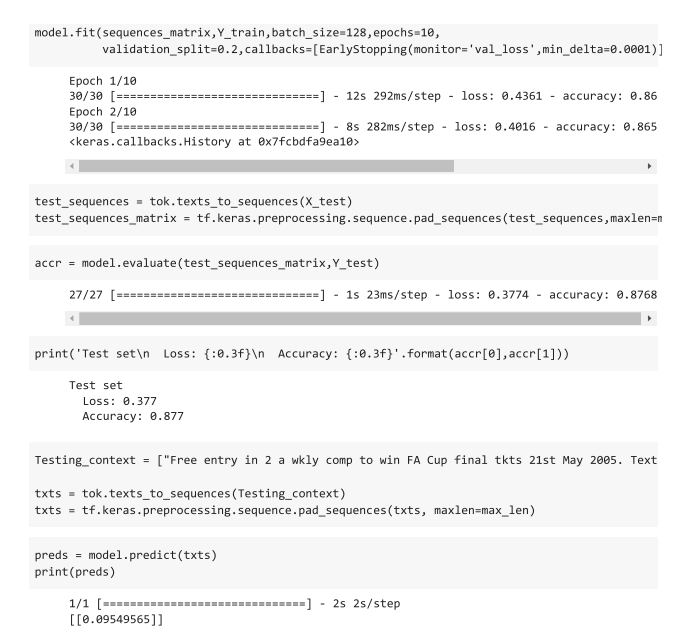 model.fit(sequences_matrix,Y_train,batch_size=128,epochs=10,
validation_split=0.2,callbacks=[EarlyStopping(monitor='val_loss',min_delta=0.0001)]
Epoch 1/10
30/30 [==============================] - 12s 292ms/step - loss: 0.4361 - accuracy: 0.86
Epoch 2/10
30/30 [==============================] - 8s 282ms/step - loss: 0.4016 - accuracy: 0.865
<keras.callbacks.History at 0x7fcbdfa9ea10>
test_sequences = tok.texts_to_sequences(X_test)
test_sequences_matrix = tf.keras.preprocessing.sequence.pad_sequences(test_sequences,maxlen=m
accr = model.evaluate(test_sequences_matrix,Y_test)
27/27 [==============================] - 1s 23ms/step - loss: 0.3774 - accuracy: 0.8768
print('Test set\n  Loss: {:0.3f}\n  Accuracy: {:0.3f}'.format(accr[0],accr[1]))
Test set
Loss: 0.377
Accuracy: 0.877
Testing_context = ["Free entry in 2 a wkly comp to win FA Cup final tkts 21st May 2005. Text
txts = tok.texts_to_sequences(Testing_context)
txts = tf.keras.preprocessing.sequence.pad_sequences(txts, maxlen=max_len)
preds = model.predict(txts)
print(preds)
1/1 [==============================] - 2s 2s/step
[[0.09549565]]